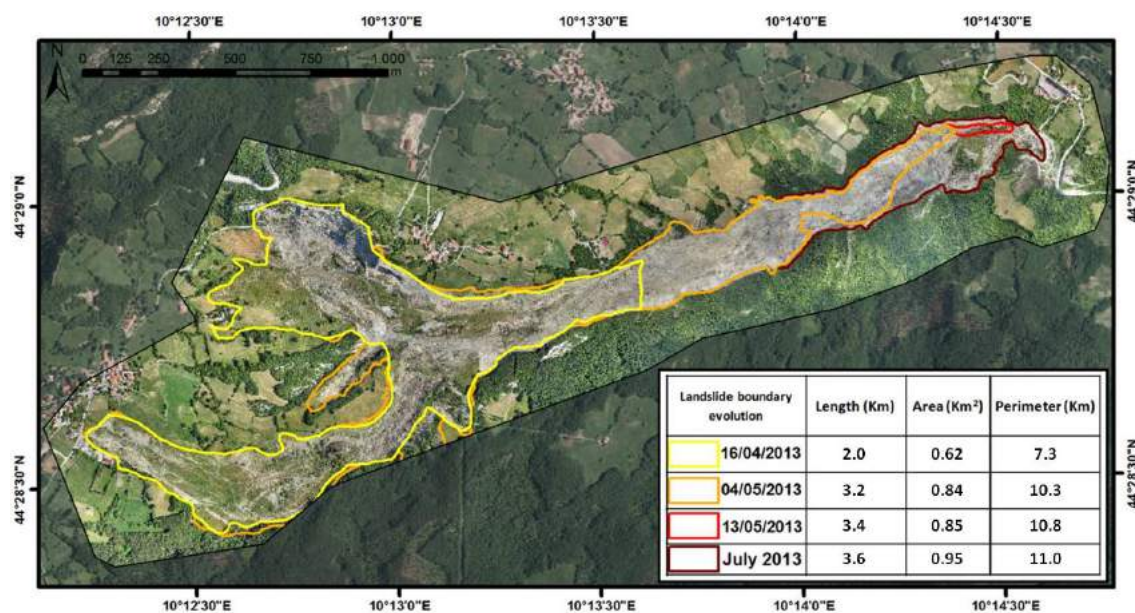 10°12'30"E 10°13'0"E 10°13'30"E 10°14'0"E 10°14'30"E
N
0 125 250 500 750 1.000
m
44°29'0"N 44°29'0"N
44°28'30"N 44°28'30"N
Landslide boundary
evolution Length (Km) Area (Km²) Perimeter (Km)
16/04/2013 2.0 0.62 7.3
04/05/2013 3.2 0.84 10.3
13/05/2013 3.4 0.85 10.8
July 2013 3.6 0.95 11.0
10°12'30"E 10°13'0"E 10°13'30"E 10°14'0"E 10°14'30"E